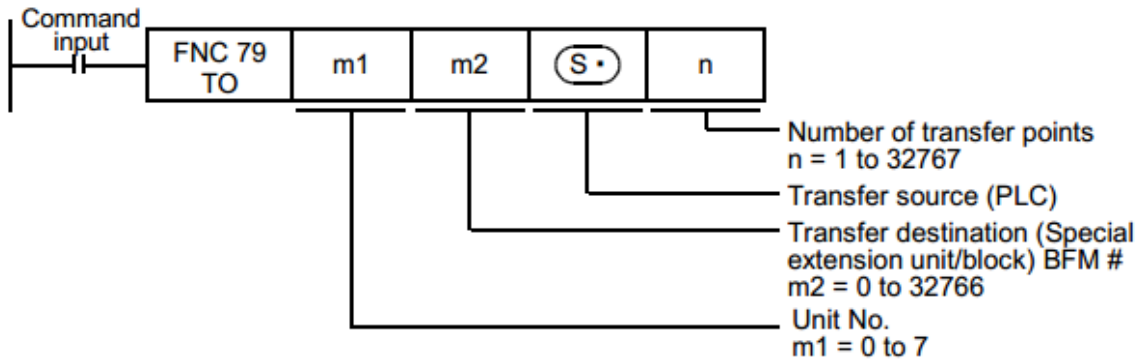 Command
input
FNC 79
TO
m1
m2
S •
n
Number of transfer points
n = 1 to 32767
Transfer source (PLC)
Transfer destination (Special
extension unit/block) BFM #
m2 = 0 to 32766
Unit No.
m1 = 0 to 7